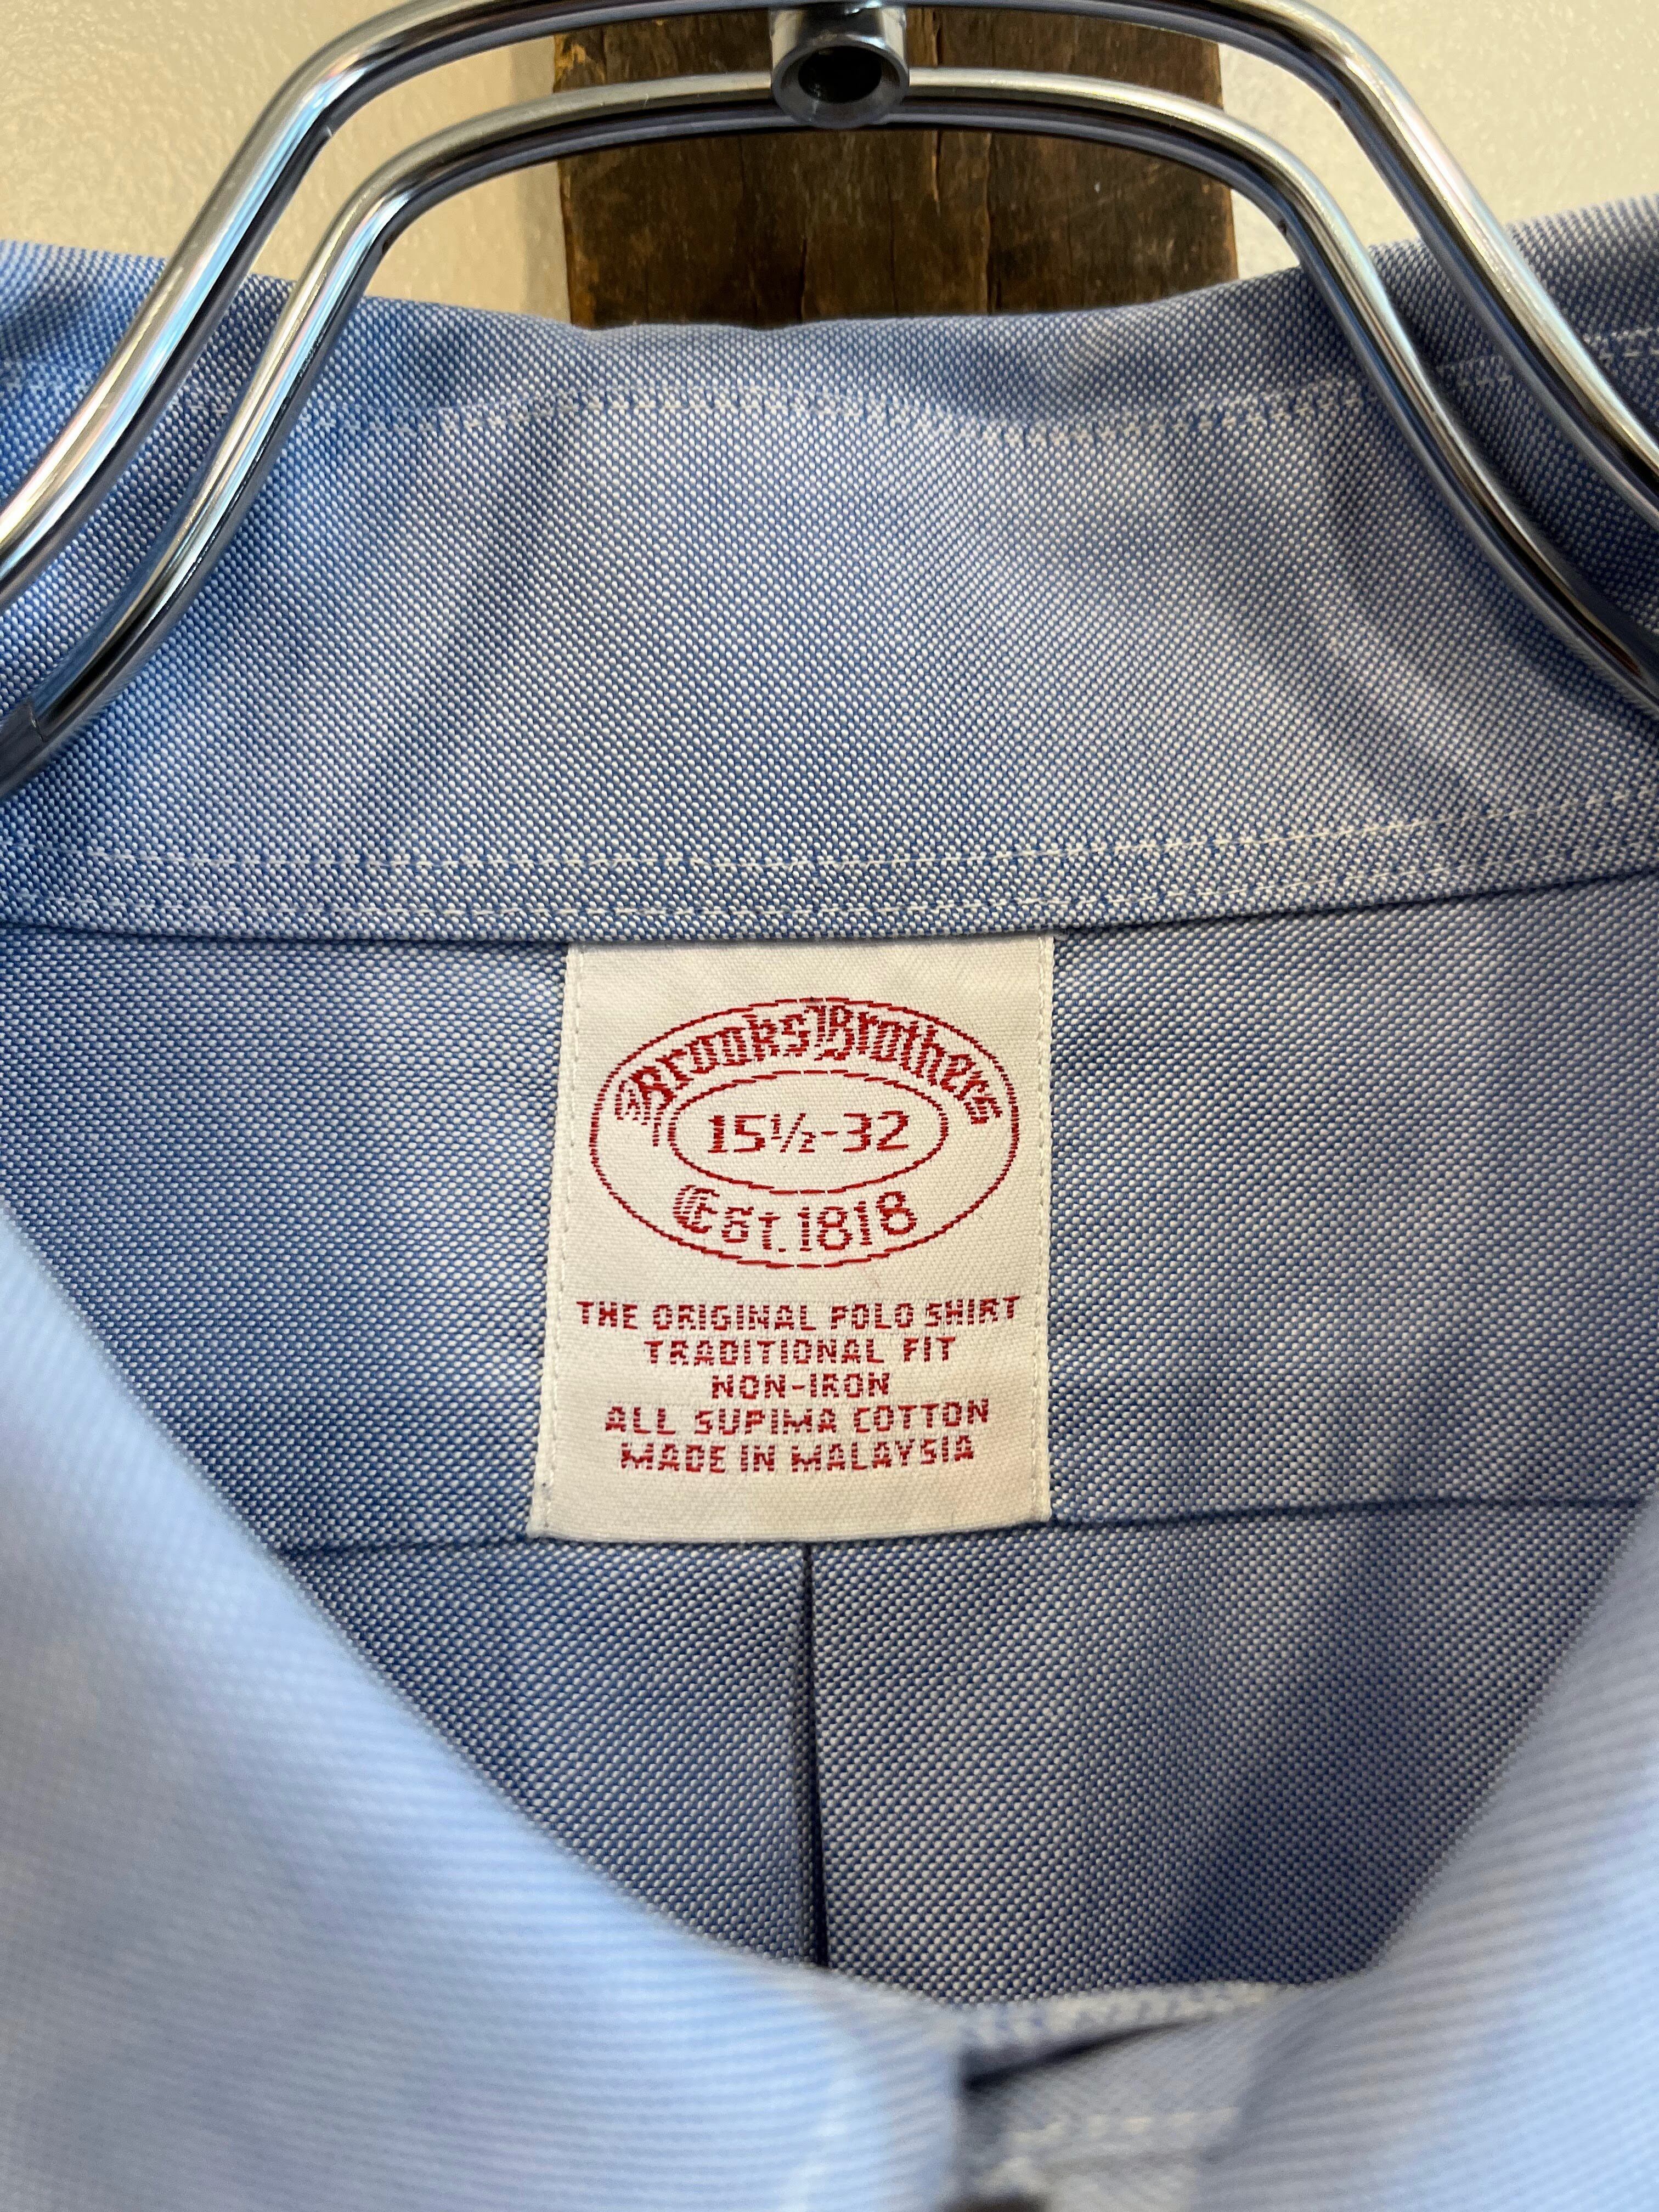 Brooks Brothers
15½-32
Est. 1818
THE ORIGINAL POLO SHIRT
TRADITIONAL FIT
NON-IRON
ALL SUPIMA COTTON
MADE IN MALAYSIA